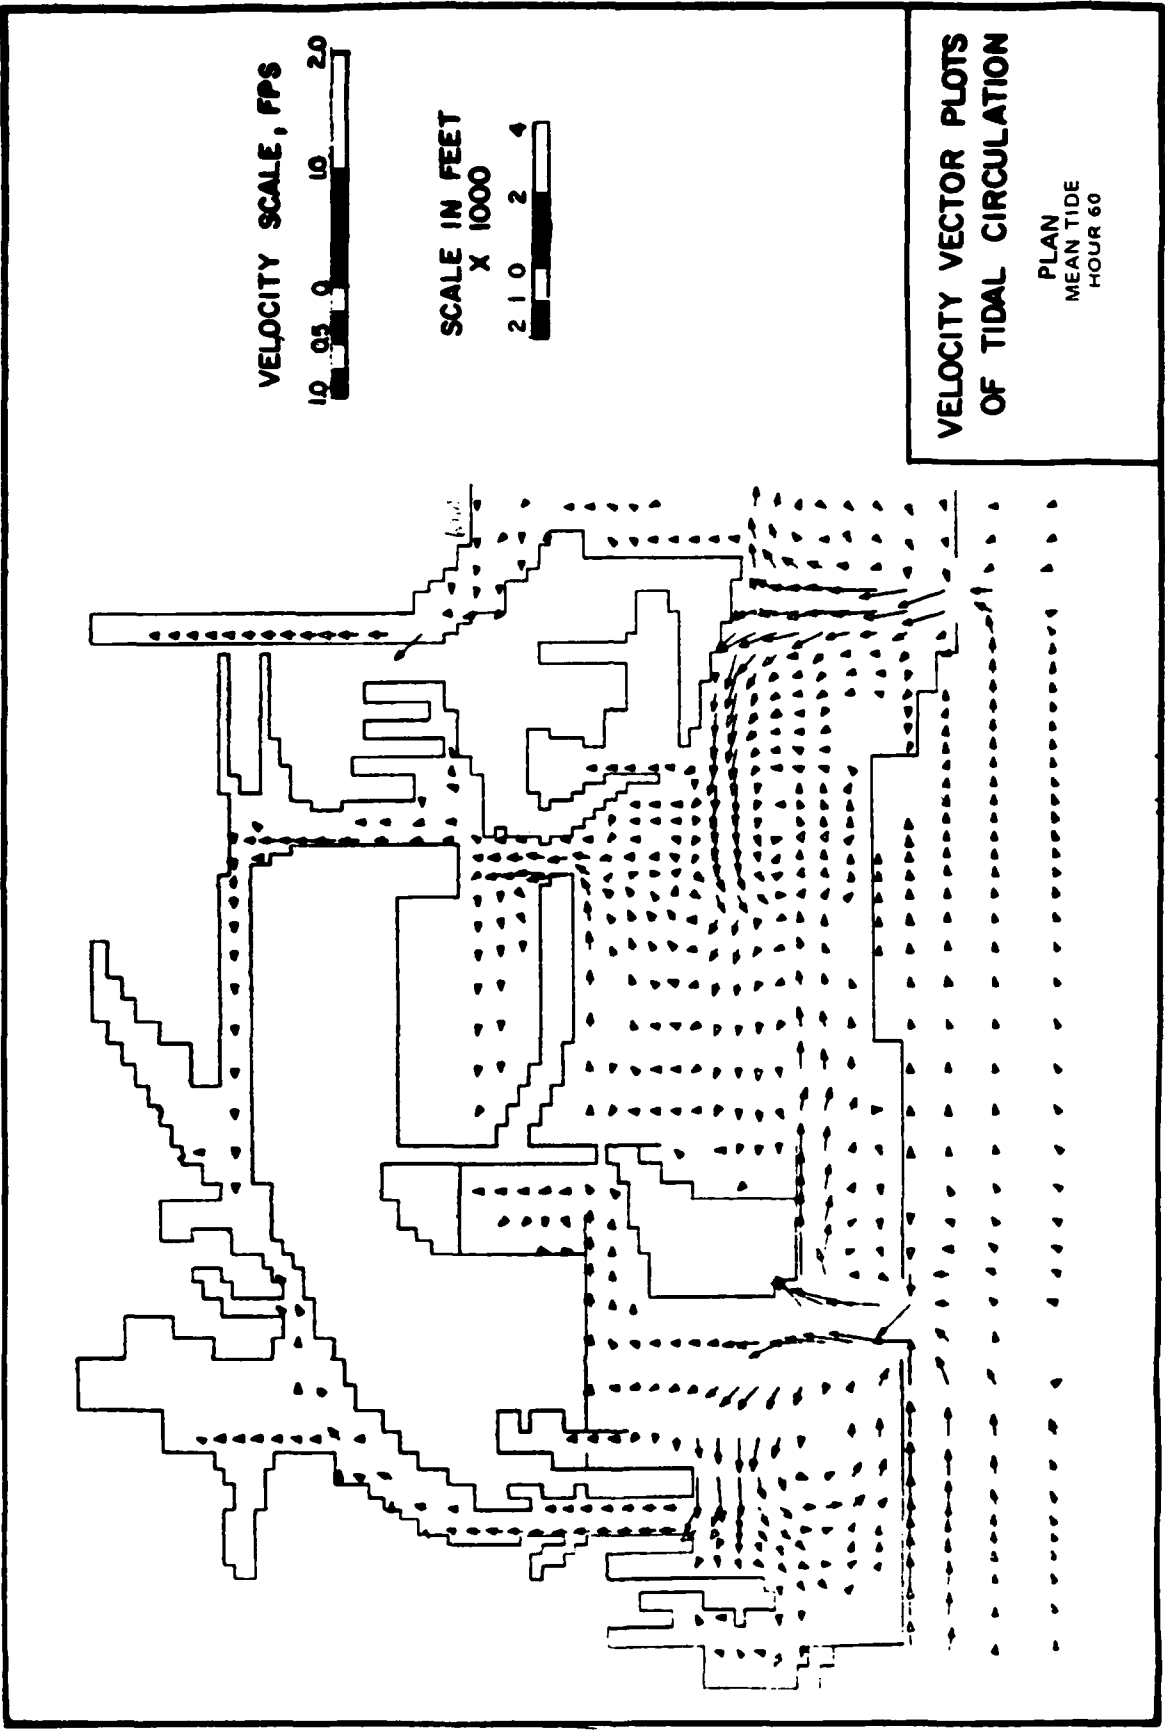 VELOCITY SCALE, FPS
1.0 0.5 0 1.0 2.0
SCALE IN FEET
X 1000
2 1 0 2 4
VELOCITY VECTOR PLOTS
OF TIDAL CIRCULATION
PLAN
MEAN TIDE
HOUR 60